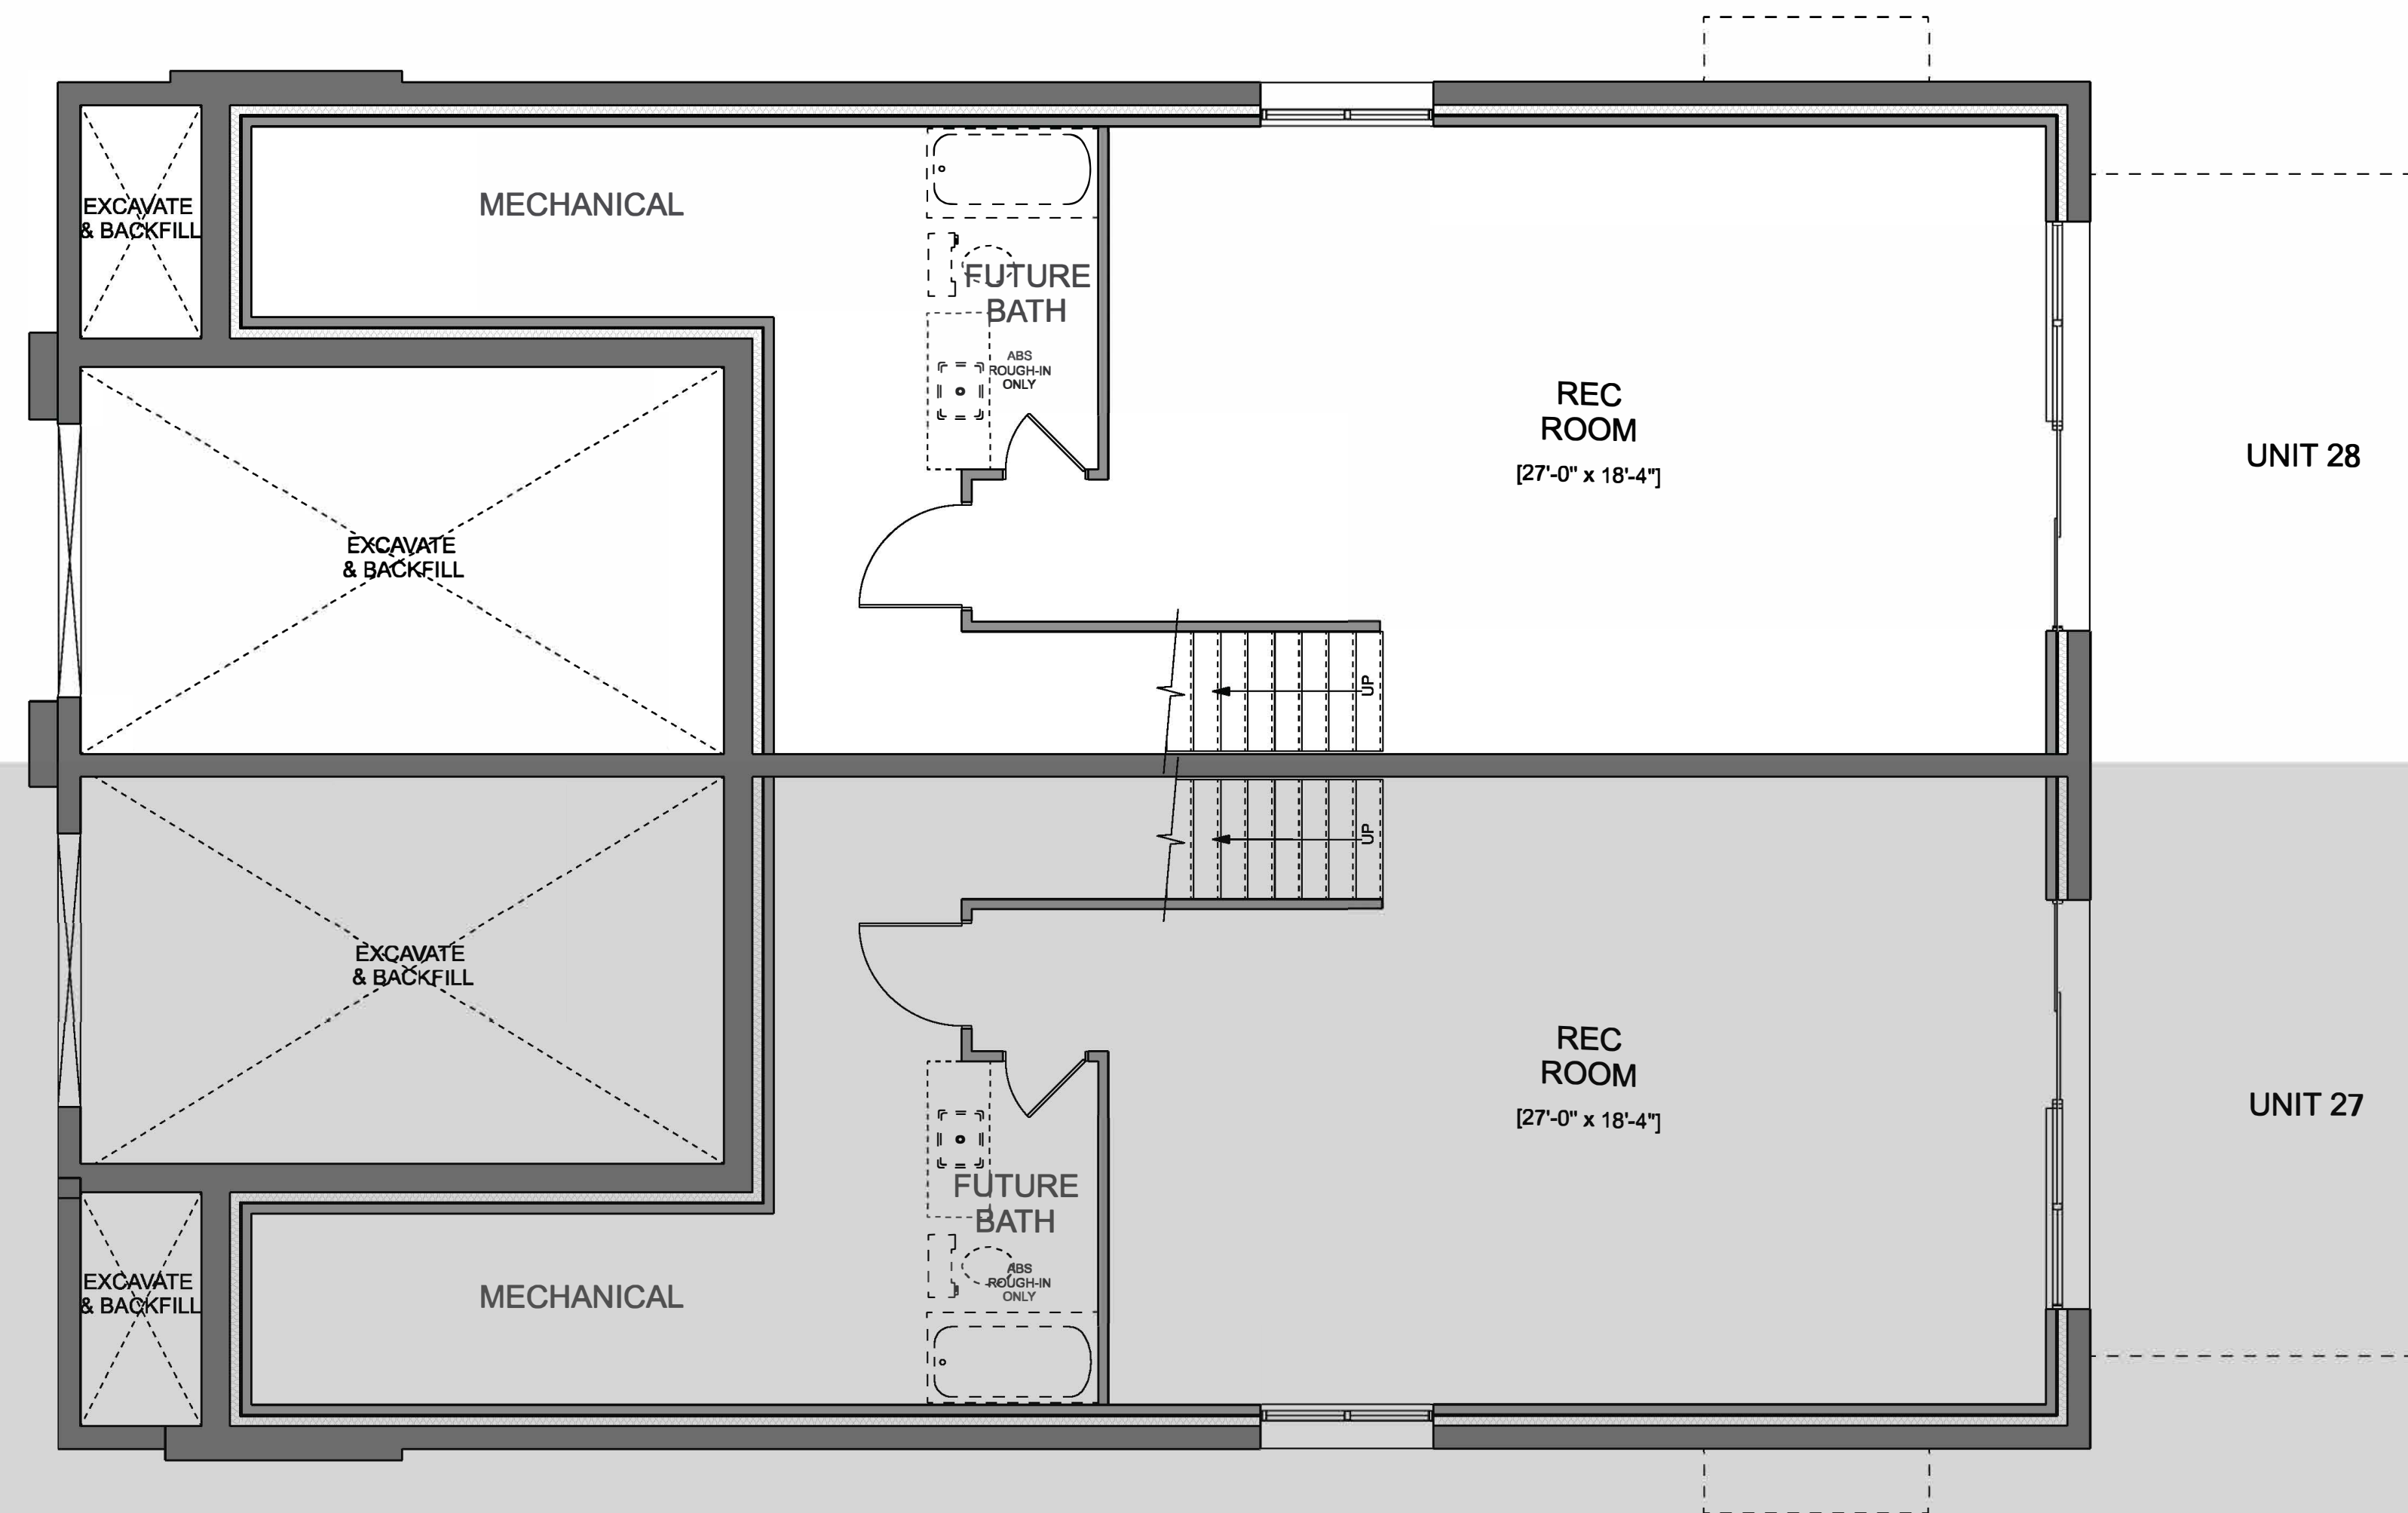 MECHANICAL
EXCAVATE
& BACKFILL
FUTURE
BATH
ABS
ROUGH-IN
ONLY
REC
ROOM
[27'-0" x 18'-4"]
UNIT 28
EXCAVATE
& BACKFILL
UP
UP
EXCAVATE
& BACKFILL
REC
ROOM
[27'-0" x 18'-4"]
UNIT 27
FUTURE
BATH
ABS
ROUGH-IN
ONLY
EXCAVATE
& BACKFILL
MECHANICAL